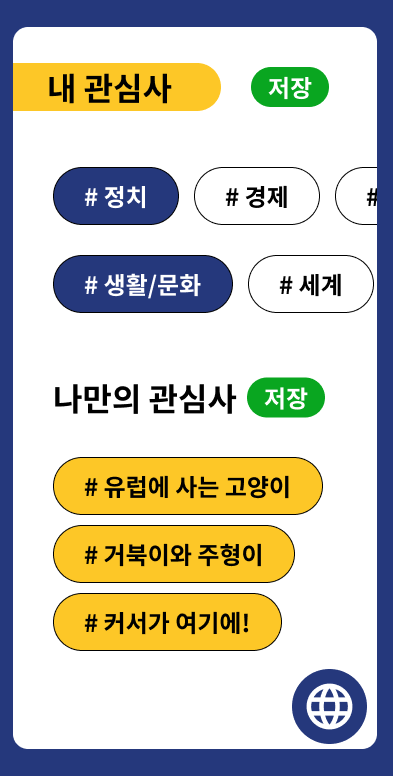 내 관심사 저장
# 정치 # 경제 #
# 생활/문화 # 세계
나만의 관심사 저장
# 유럽에 사는 고양이
# 거북이와 주형이
# 커서가 여기에!